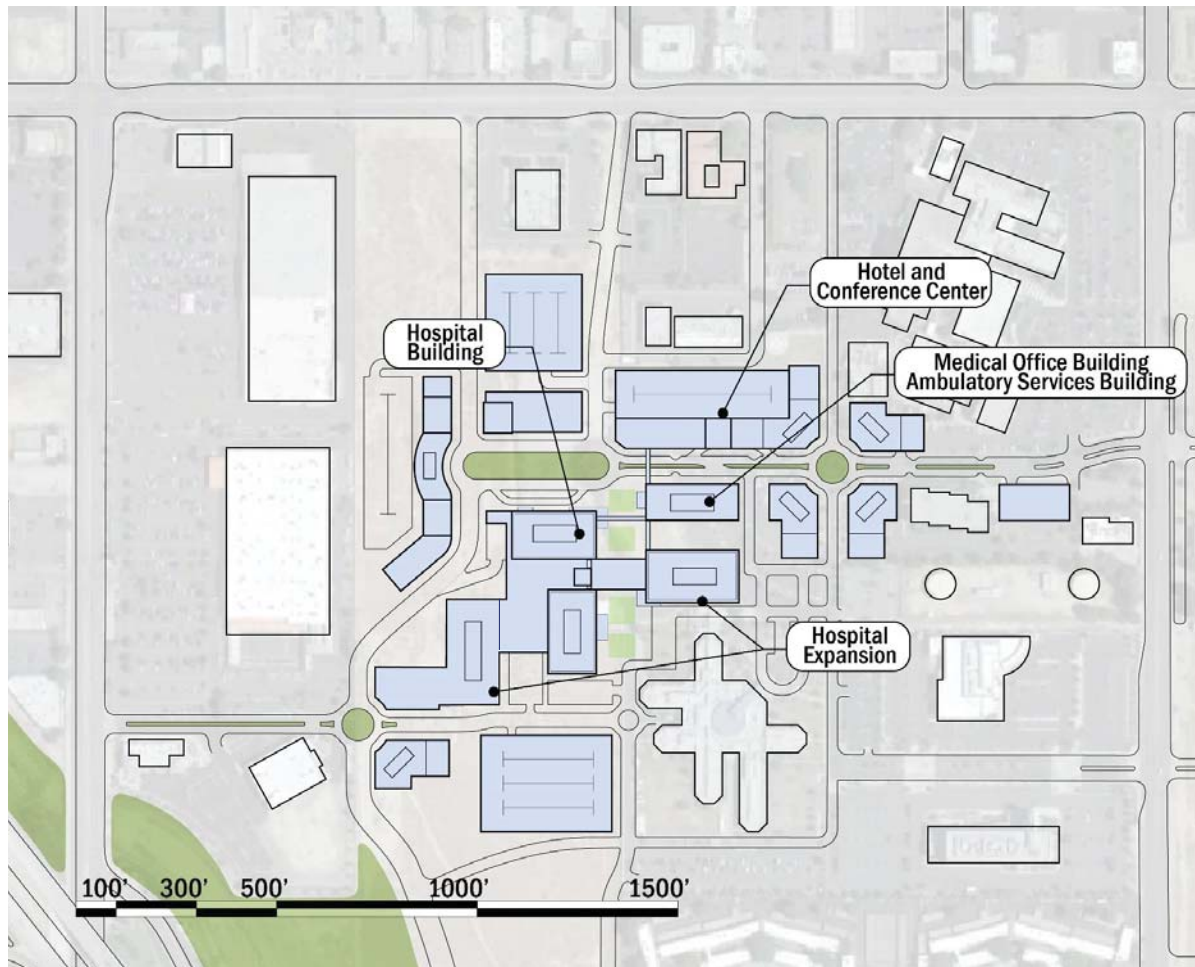 Hotel and
Conference Center
Hospital
Building
Medical Office Building
Ambulatory Services Building
Hospital
Expansion
100' 300' 500' 1000' 1500'